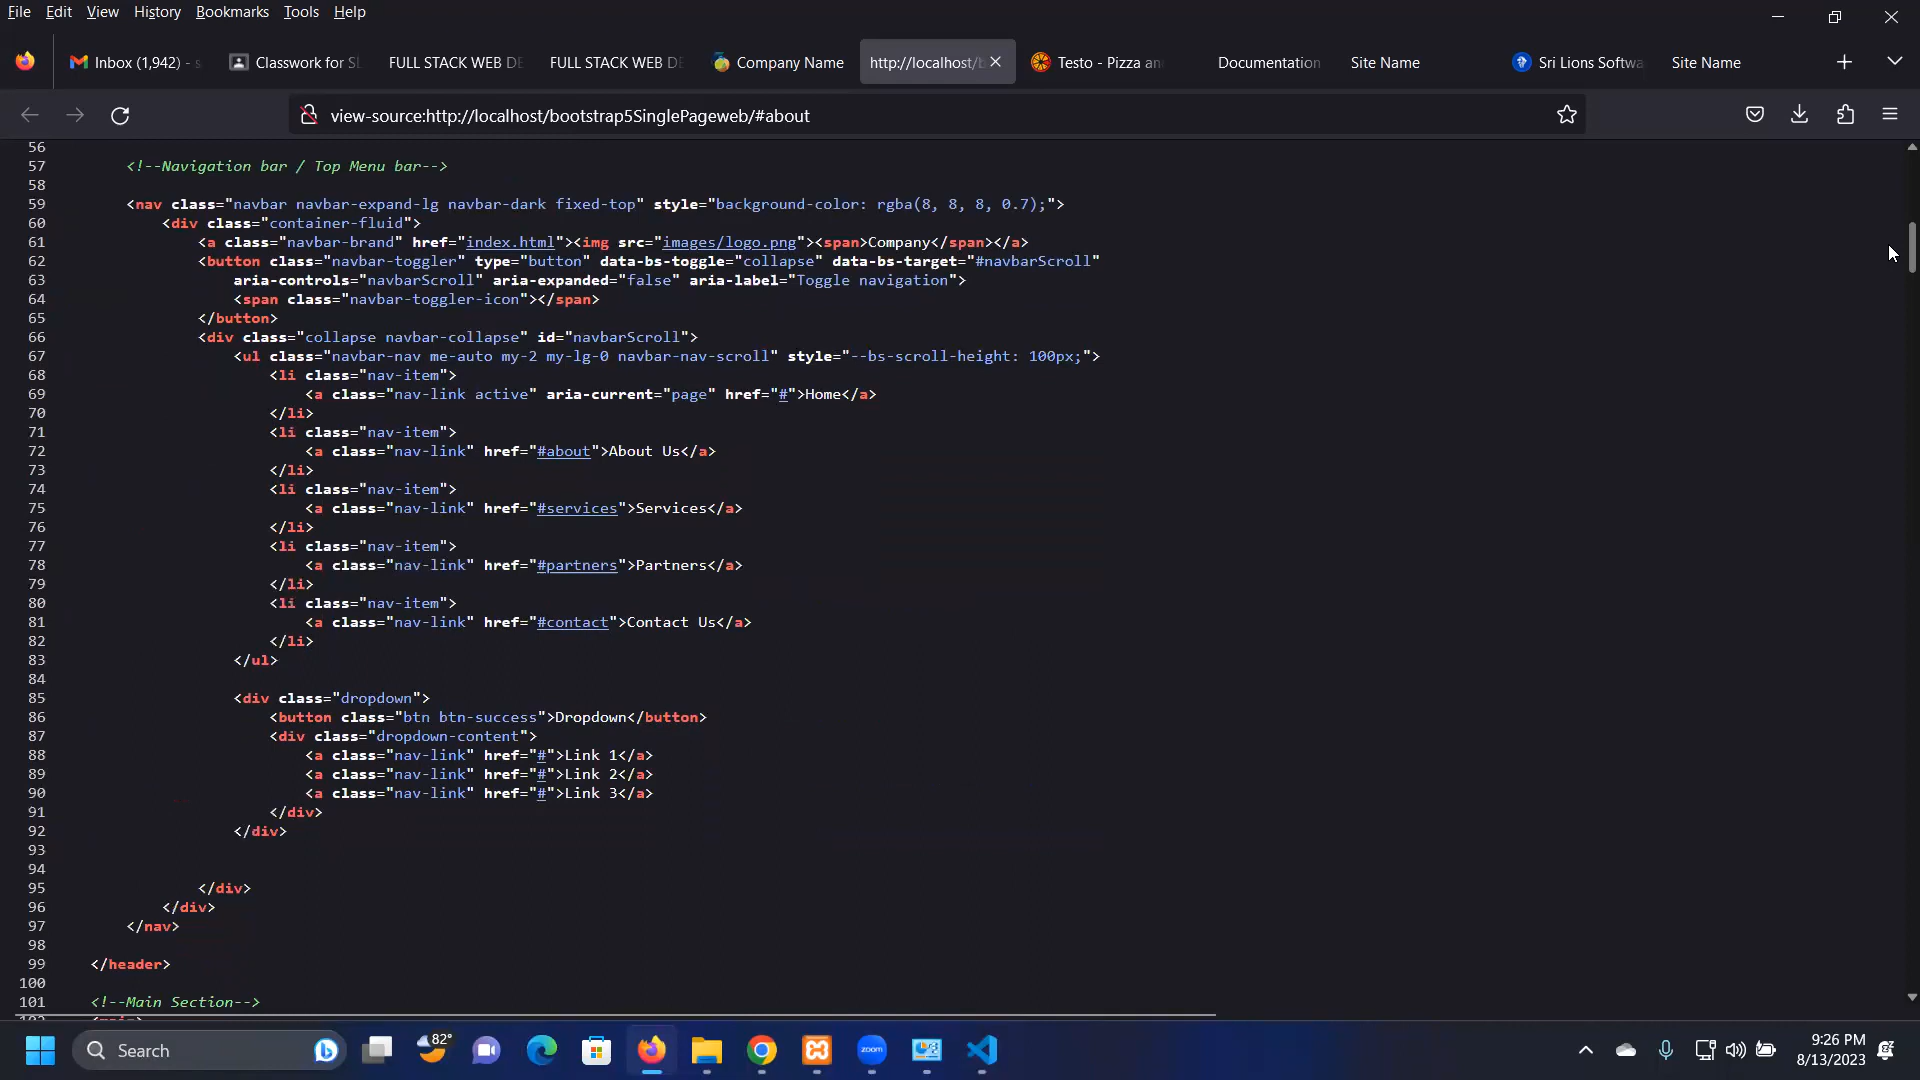 File Edit View History Bookmarks Tools Help
Inbox (1,942) - s Classwork for SL FULL STACK WEB DE FULL STACK WEB DE Company Name http://localhost/b Testo - Pizza an Documentation Site Name Sri Lions Softwa Site Name
view-source:http://localhost/bootstrap5SinglePageweb/#about
56
57 <!--Navigation bar / Top Menu bar-->
58
59 <nav class="navbar navbar-expand-lg navbar-dark fixed-top" style="background-color: rgba(8, 8, 8, 0.7);">
60 <div class="container-fluid">
61 <a class="navbar-brand" href="index.html"><img src="images/logo.png"><span>Company</span></a>
62 <button class="navbar-toggler" type="button" data-bs-toggle="collapse" data-bs-target="#navbarScroll"
63 aria-controls="navbarScroll" aria-expanded="false" aria-label="Toggle navigation">
64 <span class="navbar-toggler-icon"></span>
65 </button>
66 <div class="collapse navbar-collapse" id="navbarScroll">
67 <ul class="navbar-nav me-auto my-2 my-lg-0 navbar-nav-scroll" style="--bs-scroll-height: 100px;">
68 <li class="nav-item">
69 <a class="nav-link active" aria-current="page" href="#">Home</a>
70 </li>
71 <li class="nav-item">
72 <a class="nav-link" href="#about">About Us</a>
73 </li>
74 <li class="nav-item">
75 <a class="nav-link" href="#services">Services</a>
76 </li>
77 <li class="nav-item">
78 <a class="nav-link" href="#partners">Partners</a>
79 </li>
80 <li class="nav-item">
81 <a class="nav-link" href="#contact">Contact Us</a>
82 </li>
83 </ul>
84
85 <div class="dropdown">
86 <button class="btn btn-success">Dropdown</button>
87 <div class="dropdown-content">
88 <a class="nav-link" href="#">Link 1</a>
89 <a class="nav-link" href="#">Link 2</a>
90 <a class="nav-link" href="#">Link 3</a>
91 </div>
92 </div>
93
94
95 </div>
96 </div>
97 </nav>
98
99 </header>
100
101 <!--Main Section-->
Search 82° zoom 9:26 PM
8/13/2023